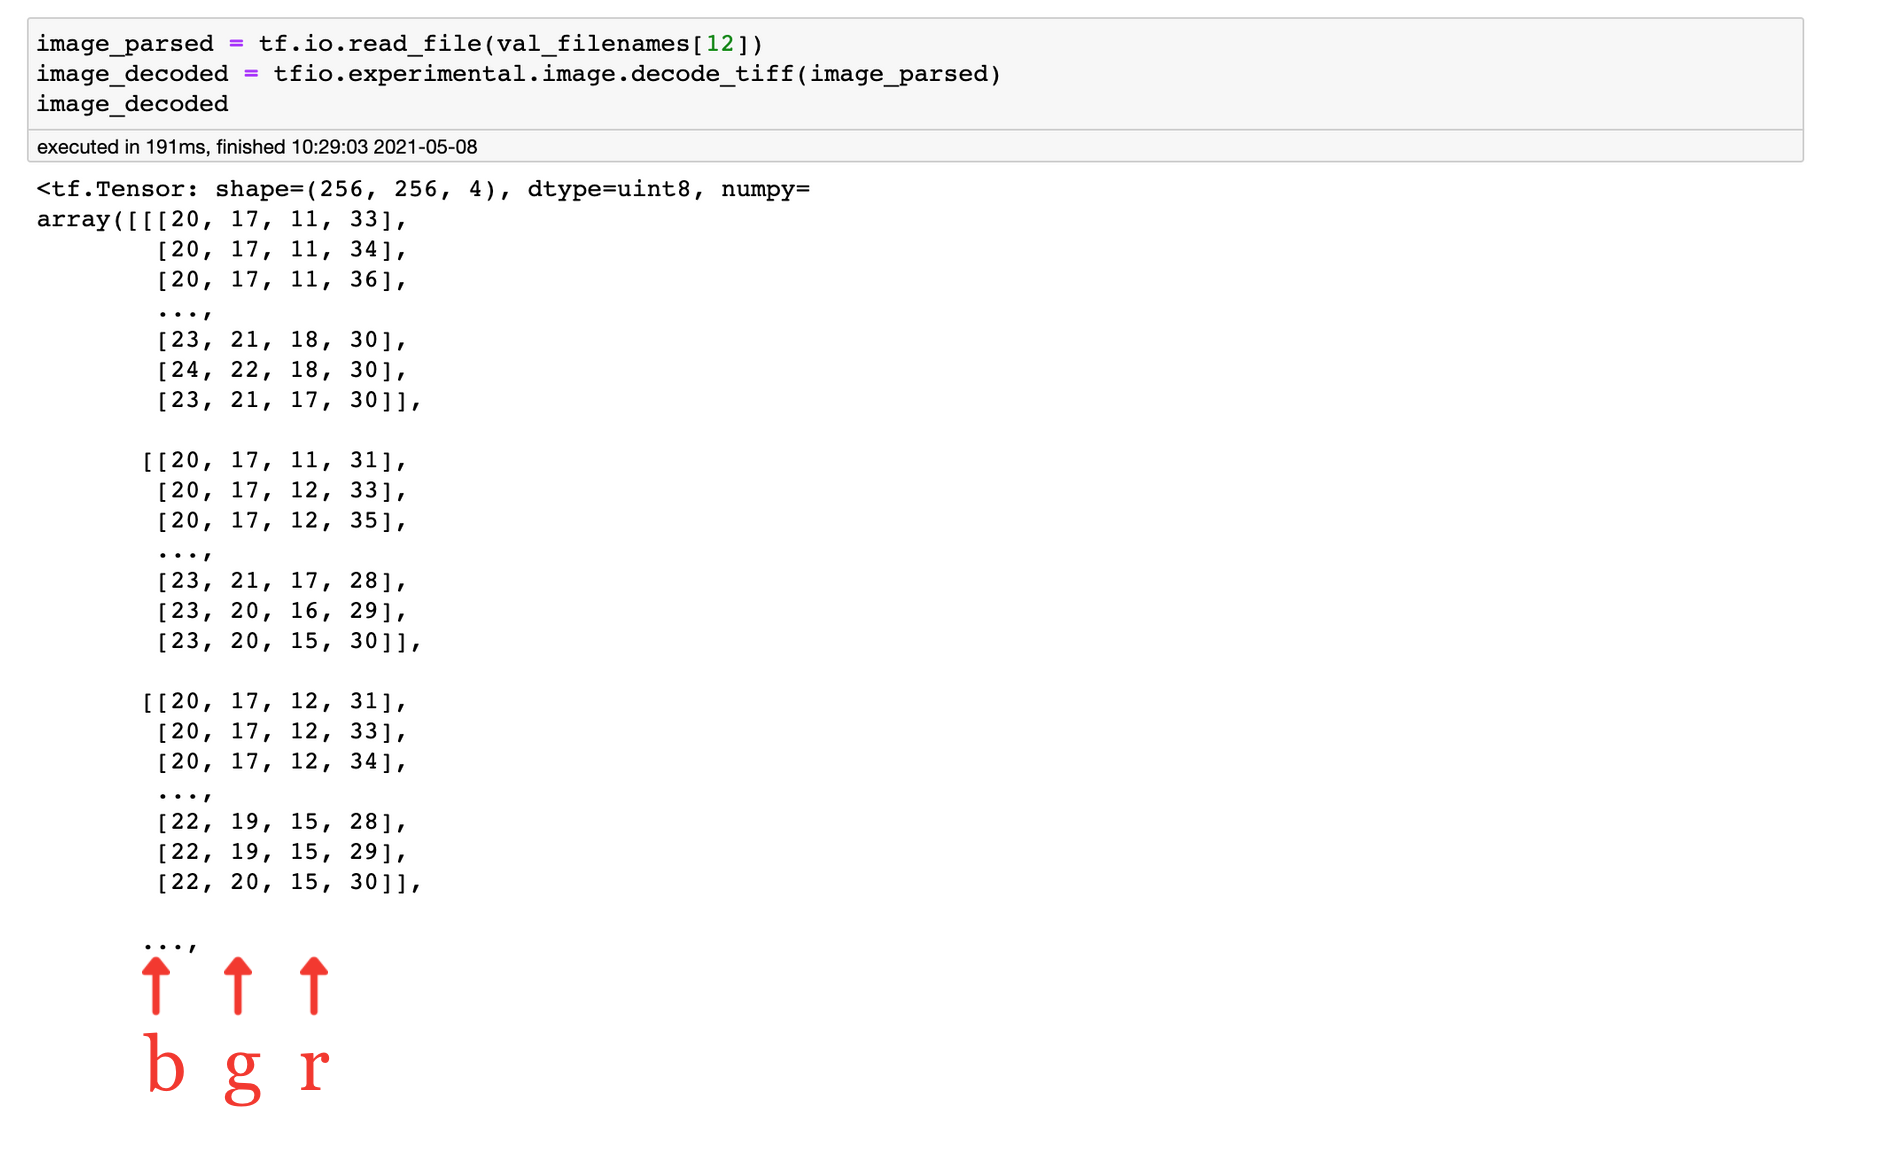 image_parsed = tf.io.read_file(val_filenames[12])
image_decoded = tfio.experimental.image.decode_tiff(image_parsed)
image_decoded
executed in 191ms, finished 10:29:03 2021-05-08
<tf.Tensor: shape=(256, 256, 4), dtype=uint8, numpy=
array([[[20, 17, 11, 33],
[20, 17, 11, 34],
[20, 17, 11, 36],
...,
[23, 21, 18, 30],
[24, 22, 18, 30],
[23, 21, 17, 30]],
[[20, 17, 11, 31],
[20, 17, 12, 33],
[20, 17, 12, 35],
...,
[23, 21, 17, 28],
[23, 20, 16, 29],
[23, 20, 15, 30]],
[[20, 17, 12, 31],
[20, 17, 12, 33],
[20, 17, 12, 34],
...,
[22, 19, 15, 28],
[22, 19, 15, 29],
[22, 20, 15, 30]],
...,
b g r